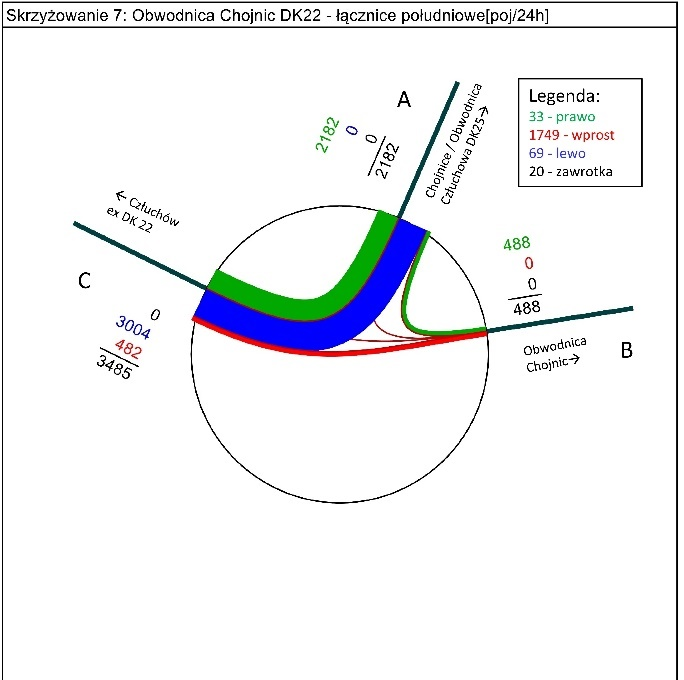 Skrzyżowanie 7: Obwodnica Chojnic DK22 - łącznice południowe[poj/24h]
Legenda:
33 - prawo
1749 - wprost
69 - lewo
20 - zawrotka
A
2182
0
0
2182
Chojnice / Obwodnica
Człuchowa DK25→
← Człuchów
ex DK 22
C
0
3004
482
3485
488
0
0
488
Obwodnica
Chojnic→
B